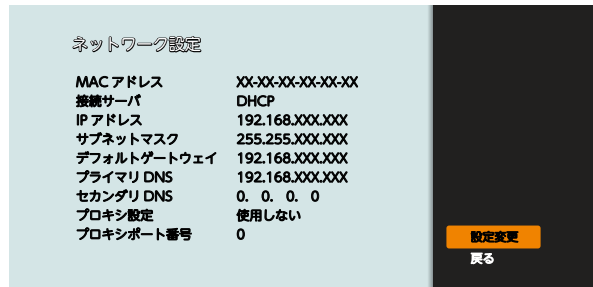 ネットワーク設定
MAC アドレス XX-XX-XX-XX-XX-XX
接続サーバ DHCP
IP アドレス 192.168.XXX.XXX
サブネットマスク 255.255.XXX.XXX
デフォルトゲートウェイ 192.168.XXX.XXX
プライマリ DNS 192.168.XXX.XXX
セカンダリ DNS 0. 0. 0. 0
プロキシ設定 使用しない
プロキシポート番号 0
設定変更
戻る